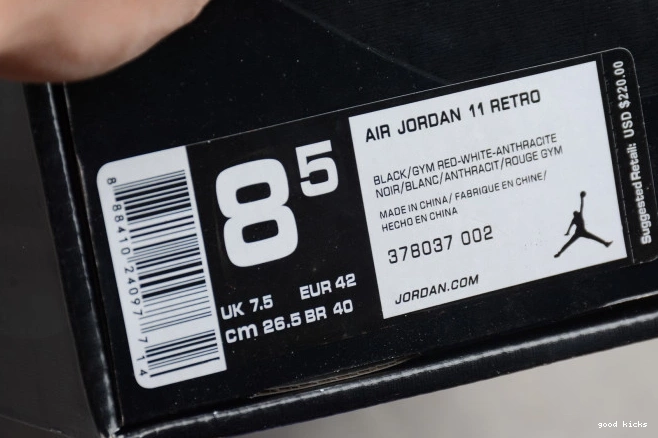 8 88410 24097 7 14
8 5
UK 7.5 EUR 42
cm 26.5 BR 40
AIR JORDAN 11 RETRO
BLACK/GYM RED-WHITE-ANTHRACITE
NOIR/BLANC/ANTHRACIT/ROUGE GYM
MADE IN CHINA/ FABRIQUE EN CHINE/
HECHO EN CHINA
378037 002
JORDAN.COM
Suggested Retail: USD $220.00
good kicks